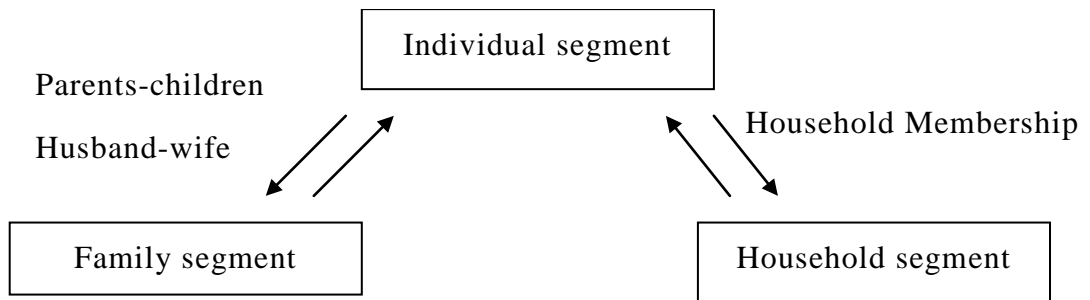 Individual segment
Parents-children
Household Membership
Husband-wife
Family segment
Household segment